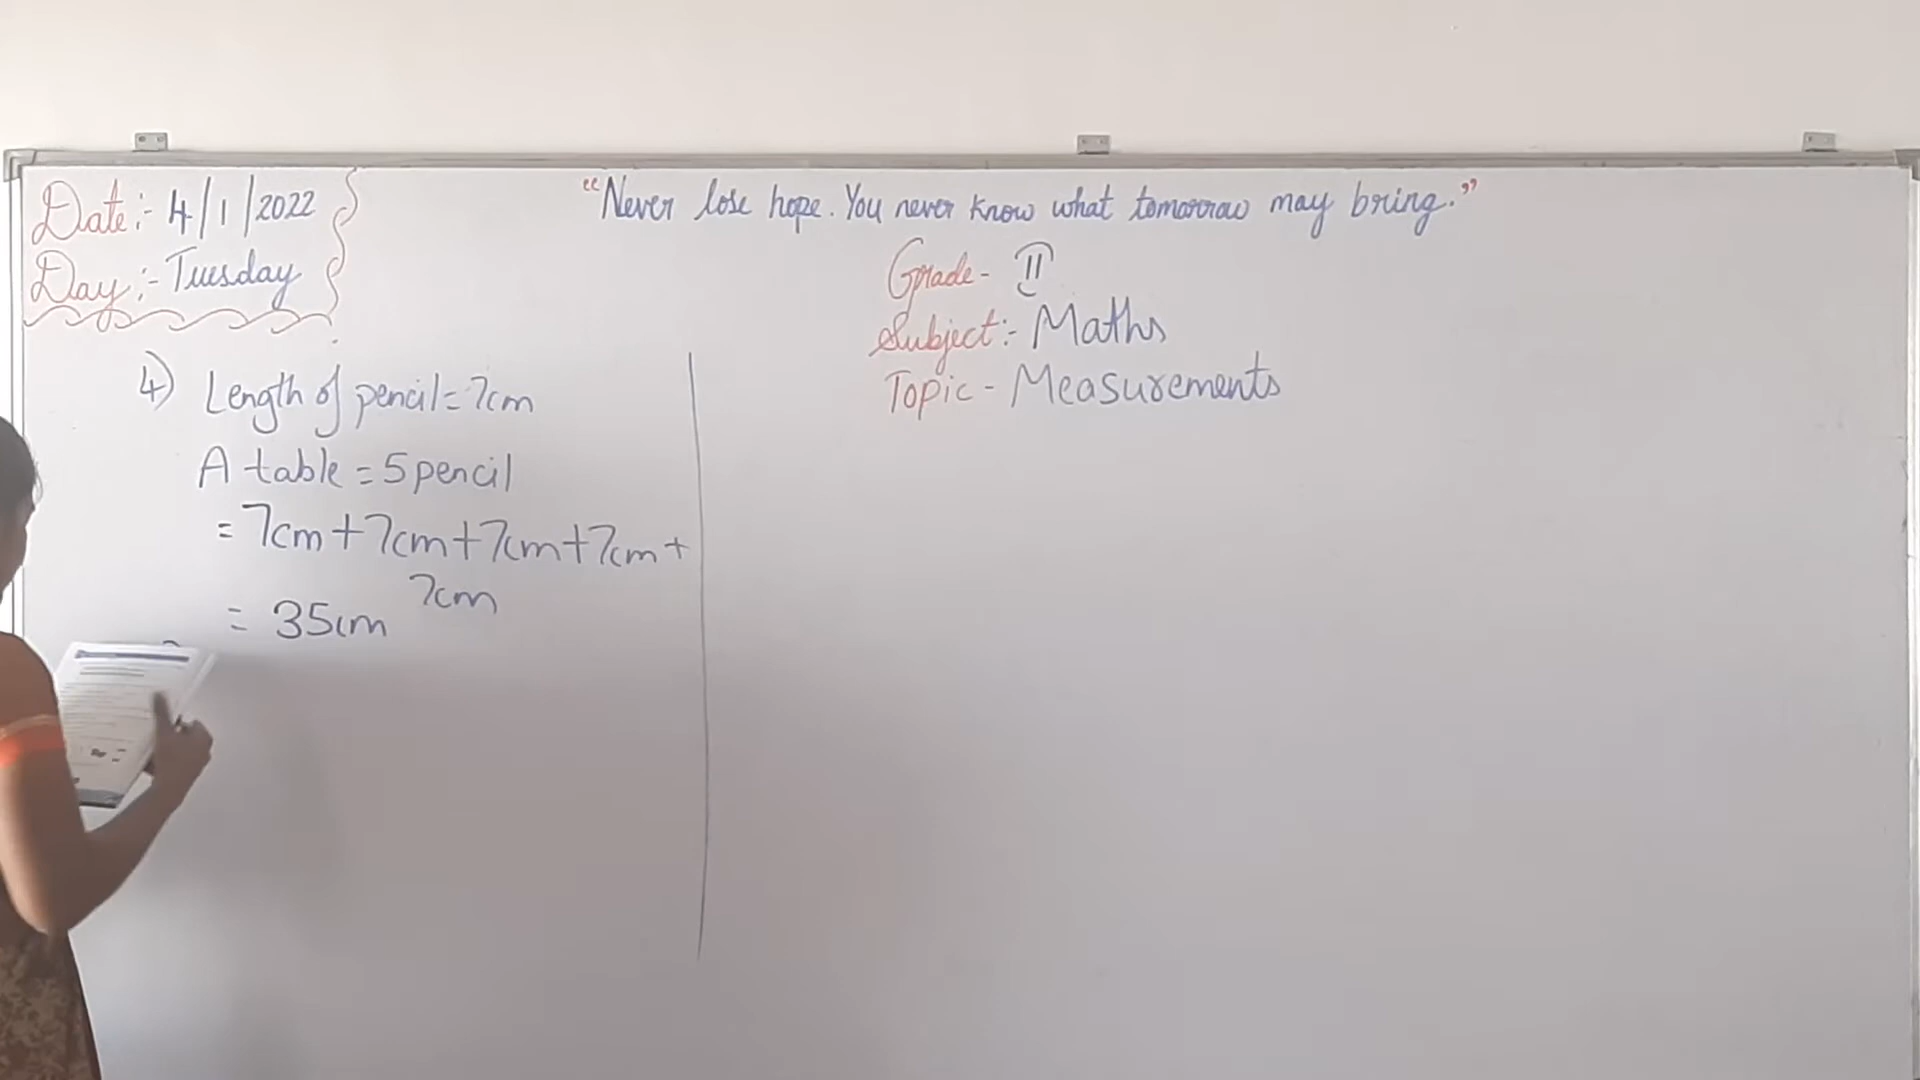 Date:- 4/1/2022
Day:- Tuesday
"Never lose hope. You never know what tomorrow may bring."
Grade- II
Subject:- Maths
Topic - Measurements
4) Length of pencil = 7cm
A table = 5 pencil
= 7cm + 7cm + 7cm + 7cm +
7cm
= 35cm